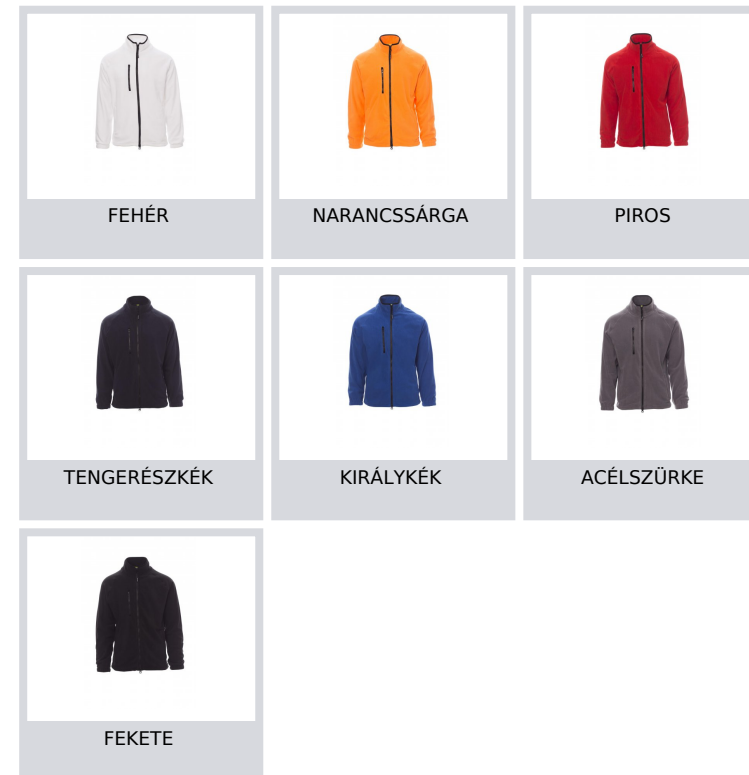 FEHÉR
NARANCSSÁRGA
PIROS
TENGERÉSZKÉK
KIRÁLYKÉK
ACÉLSZÜRKE
FEKETE